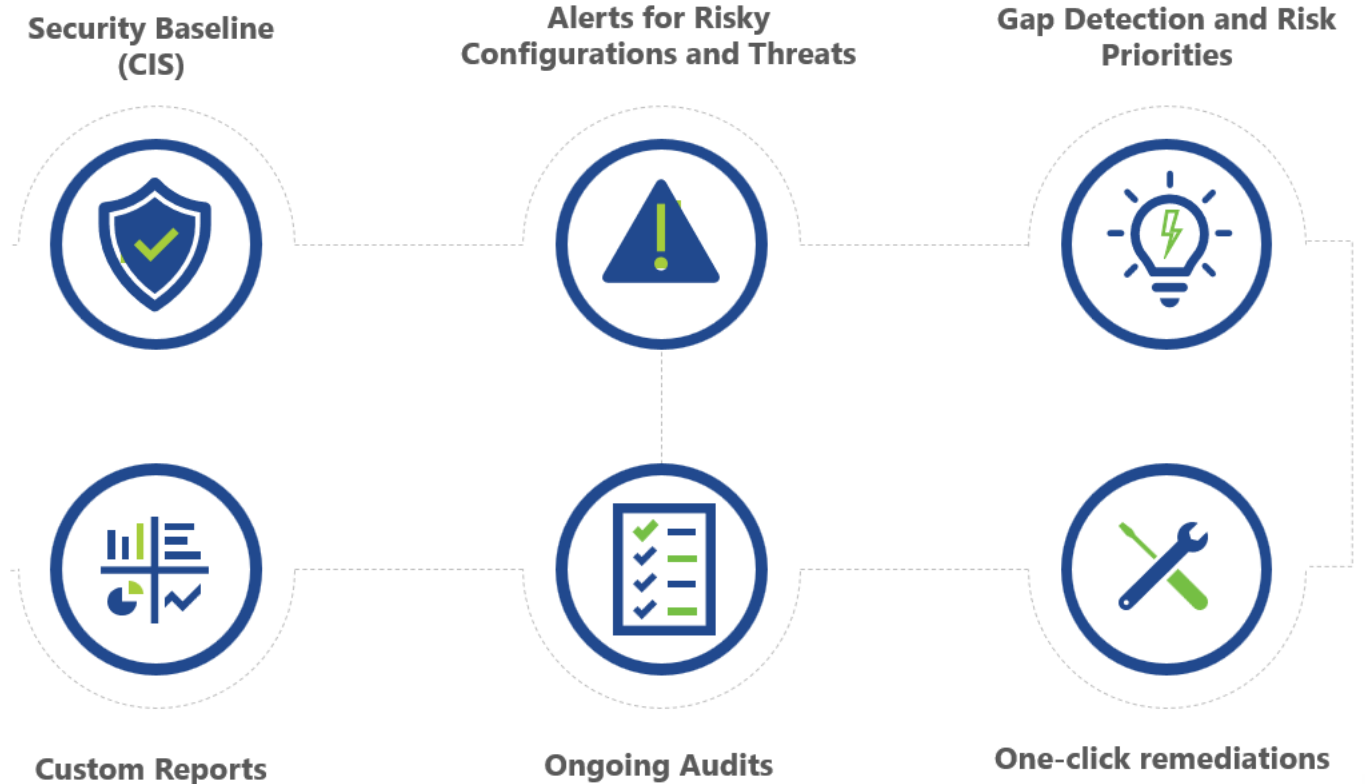 Security Baseline
(CIS)
Alerts for Risky
Configurations and Threats
Gap Detection and Risk
Priorities
Custom Reports
Ongoing Audits
One-click remediations